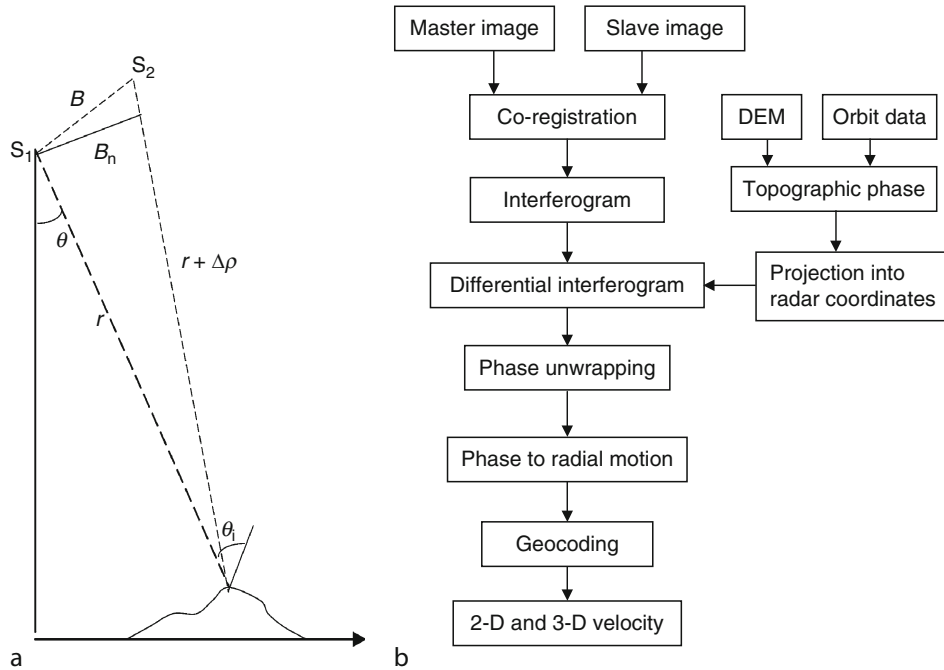 S₂
B
S₁
Bₙ
θ
r + Δρ
r
θᵢ
a
Master image
Slave image
Co-registration
DEM
Orbit data
Interferogram
Topographic phase
Differential interferogram
Projection into
radar coordinates
Phase unwrapping
Phase to radial motion
Geocoding
2-D and 3-D velocity
b